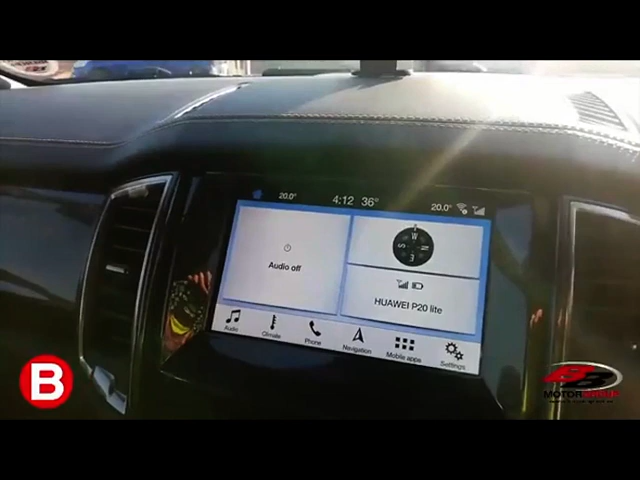 20.0°
4:12 36°
20.0°
Audio off
W
S N
E
HUAWEI P20 lite
Audio
Climate
Phone
Navigation
Mobile apps
Settings
B
MOTORGROUP